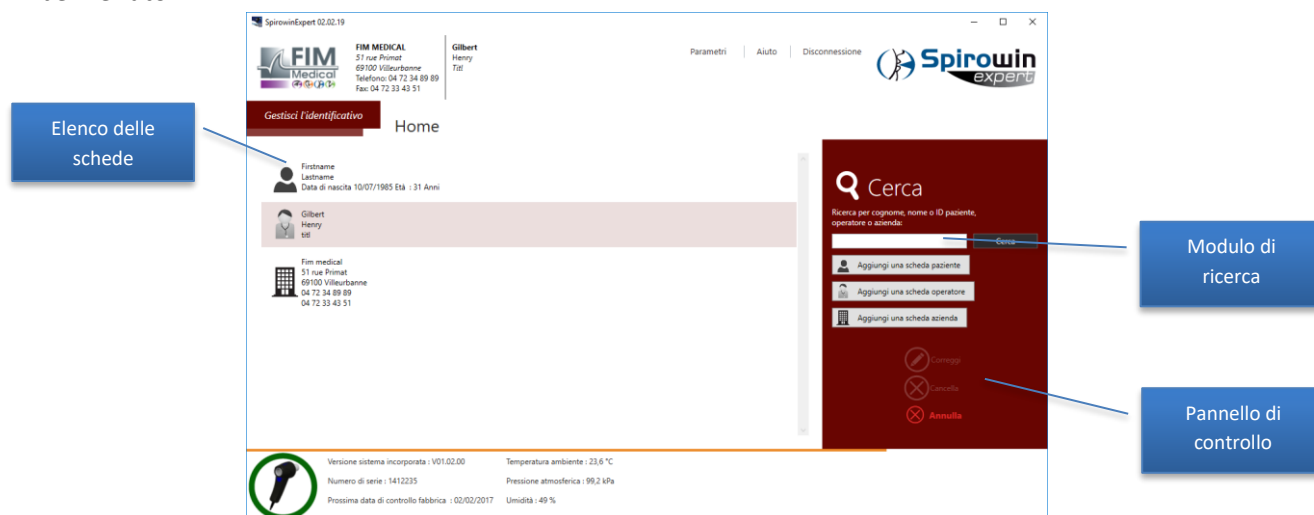 SpirowinExpert 02.02.19
FIM
Medical
FIM MEDICAL
51 rue Primat
69100 Villeurbanne
Telefono: 04 72 34 89 89
Fax: 04 72 33 43 51
Gilbert
Henry
Titl
Parametri
Aiuto
Disconnessione
Spirowin
expert
Gestisci l'identificativo
Home
Elenco delle
schede
Firstname
Lastname
Data di nascita 10/07/1985 Età : 31 Anni
Gilbert
Henry
titl
Fim medical
51 rue Primat
69100 Villeurbanne
04 72 34 89 89
04 72 33 43 51
Cerca
Ricerca per cognome, nome o ID paziente,
operatore o azienda:
Cerca
Aggiungi una scheda paziente
Aggiungi una scheda operatore
Aggiungi una scheda azienda
Correggi
Cancella
Annulla
Modulo di
ricerca
Pannello di
controllo
Versione sistema incorporata : V01.02.00
Numero di serie : 1412235
Prossima data di controllo fabbrica : 02/02/2017
Temperatura ambiente : 23,6 °C
Pressione atmosferica : 99,2 kPa
Umidità : 49 %